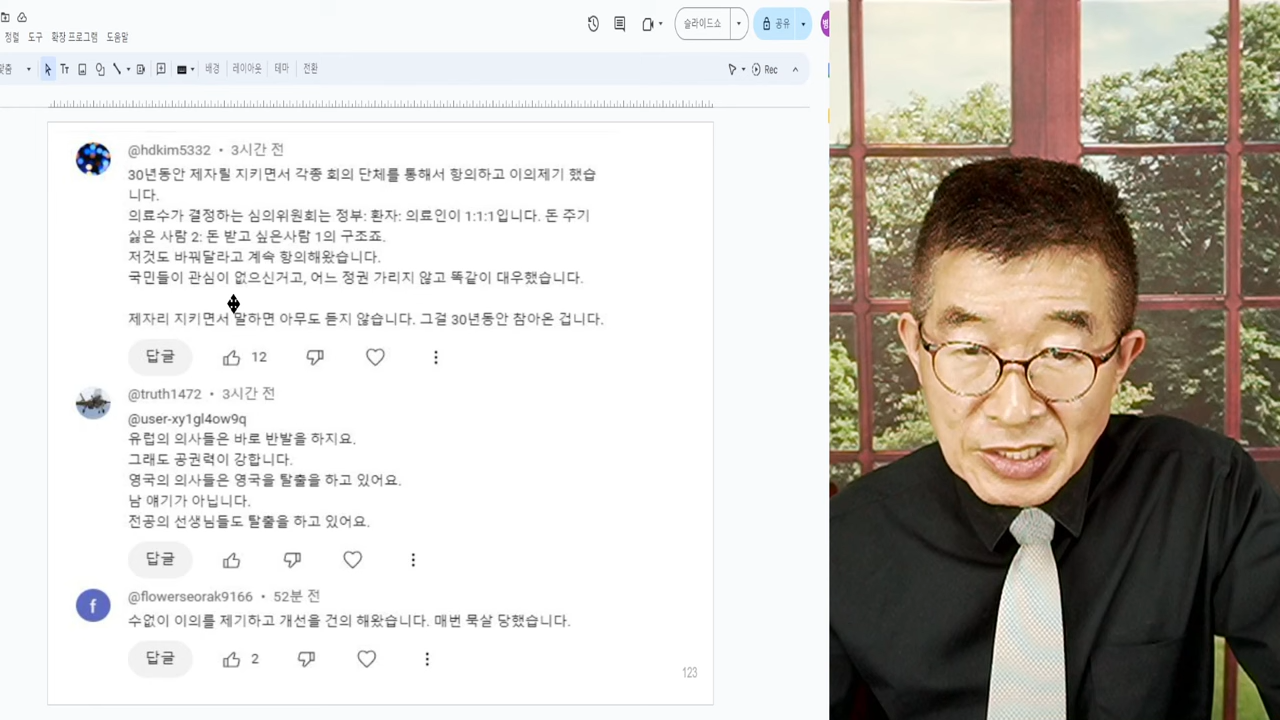 정렬 도구 확장 프로그램 도움말
슬라이드쇼
공유
맞춤
Tr
배경 레이아웃 테마 전환
Rec
@hdkim5332 • 3시간 전
30년동안 제자릴 지키면서 각종 회의 단체를 통해서 항의하고 이의제기 했습
니다.
의료수가 결정하는 심의위원회는 정부: 환자: 의료인이 1:1:1입니다. 돈 주기
싫은 사람 2: 돈 받고 싶은사람 1의 구조죠.
저것도 바꿔달라고 계속 항의해왔습니다.
국민들이 관심이 없으신거고, 어느 정권 가리지 않고 똑같이 대우했습니다.
제자리 지키면서 말하면 아무도 듣지 않습니다. 그걸 30년동안 참아온 겁니다.
답글 12
@truth1472 • 3시간 전
@user-xy1gl4ow9q
유럽의 의사들은 바로 반발을 하지요.
그래도 공권력이 강합니다.
영국의 의사들은 영국을 탈출을 하고 있어요.
남 얘기가 아닙니다.
전공의 선생님들도 탈출을 하고 있어요.
답글
f
@flowerseorak9166 • 52분 전
수없이 이의를 제기하고 개선을 건의 해왔습니다. 매번 묵살 당했습니다.
답글 2
123